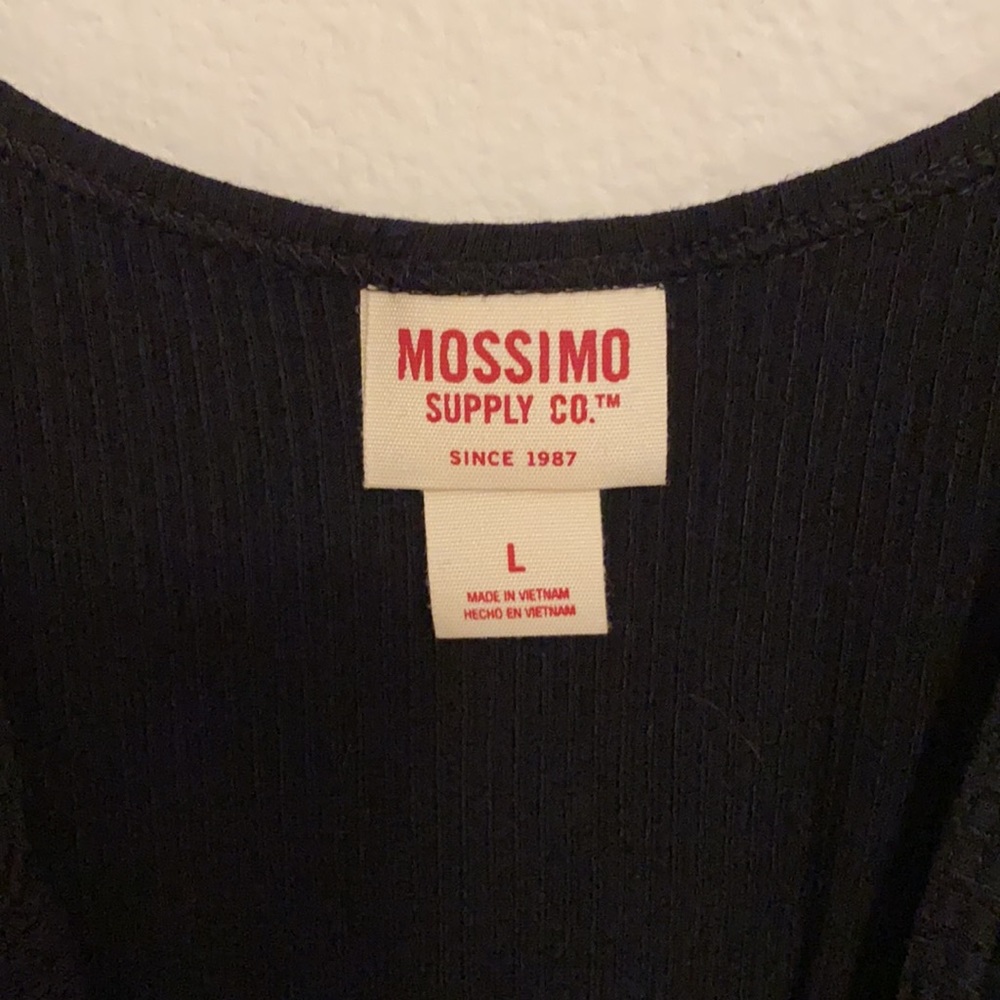 MOSSIMO
SUPPLY CO.™
SINCE 1987
L
MADE IN VIETNAM
HECHO EN VIETNAM